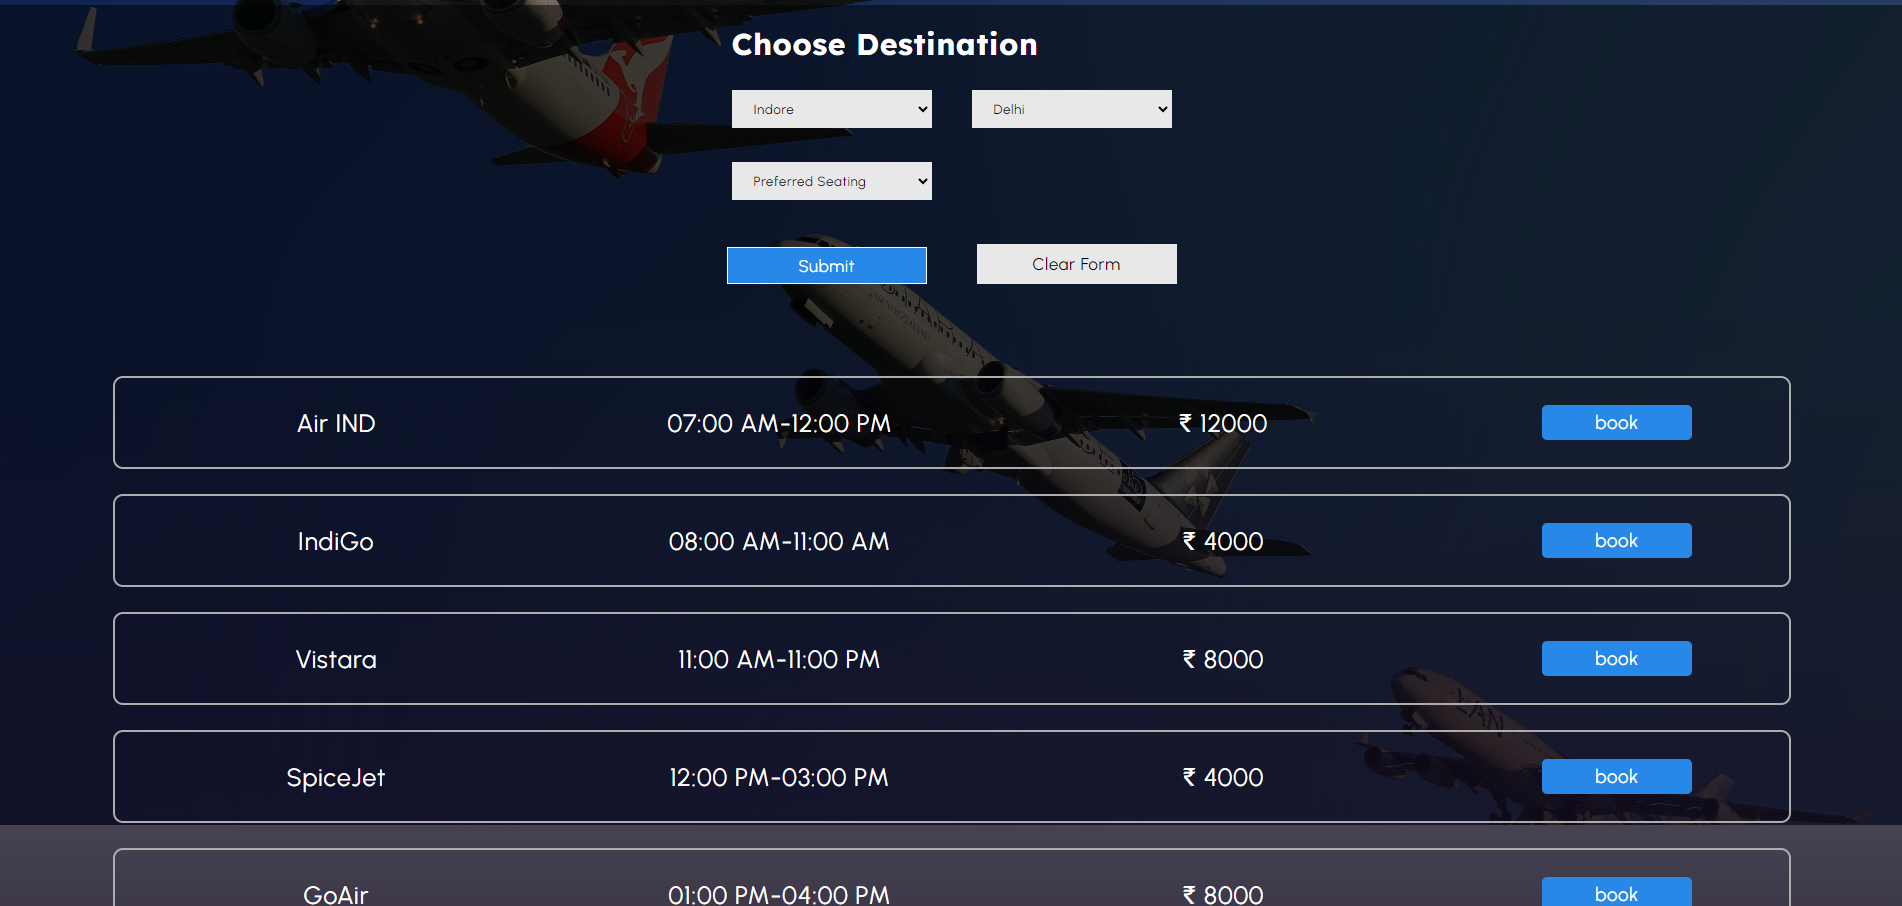 Choose Destination
Indore Delhi
Preferred Seating
Submit Clear Form
Air IND 07:00 AM-12:00 PM ₹ 12000 book
IndiGo 08:00 AM-11:00 AM ₹ 4000 book
Vistara 11:00 AM-11:00 PM ₹ 8000 book
SpiceJet 12:00 PM-03:00 PM ₹ 4000 book
GoAir 01:00 PM-04:00 PM ₹ 8000 book